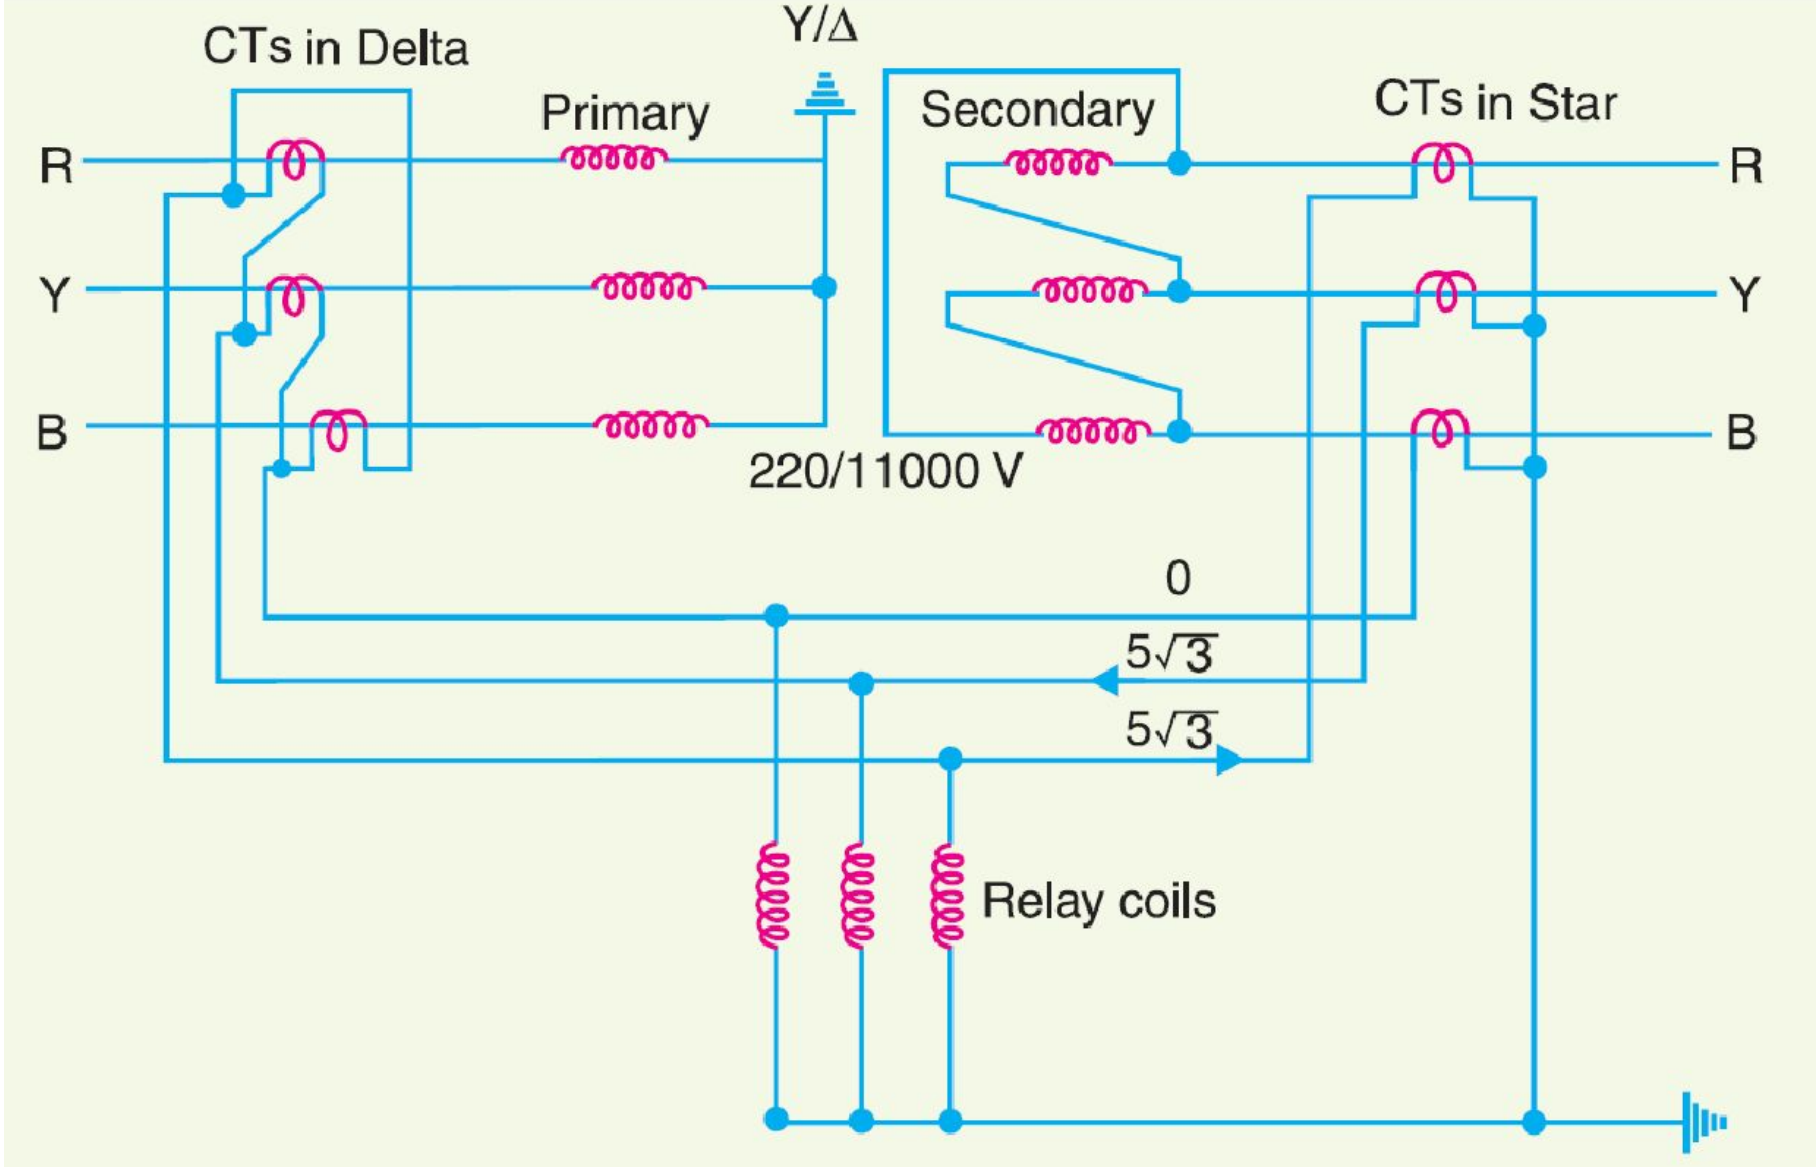 Y/Δ
CTs in Delta
Primary
Secondary
CTs in Star
R
R
Y
Y
B
B
220/11000 V
0
5√3
5√3
Relay coils